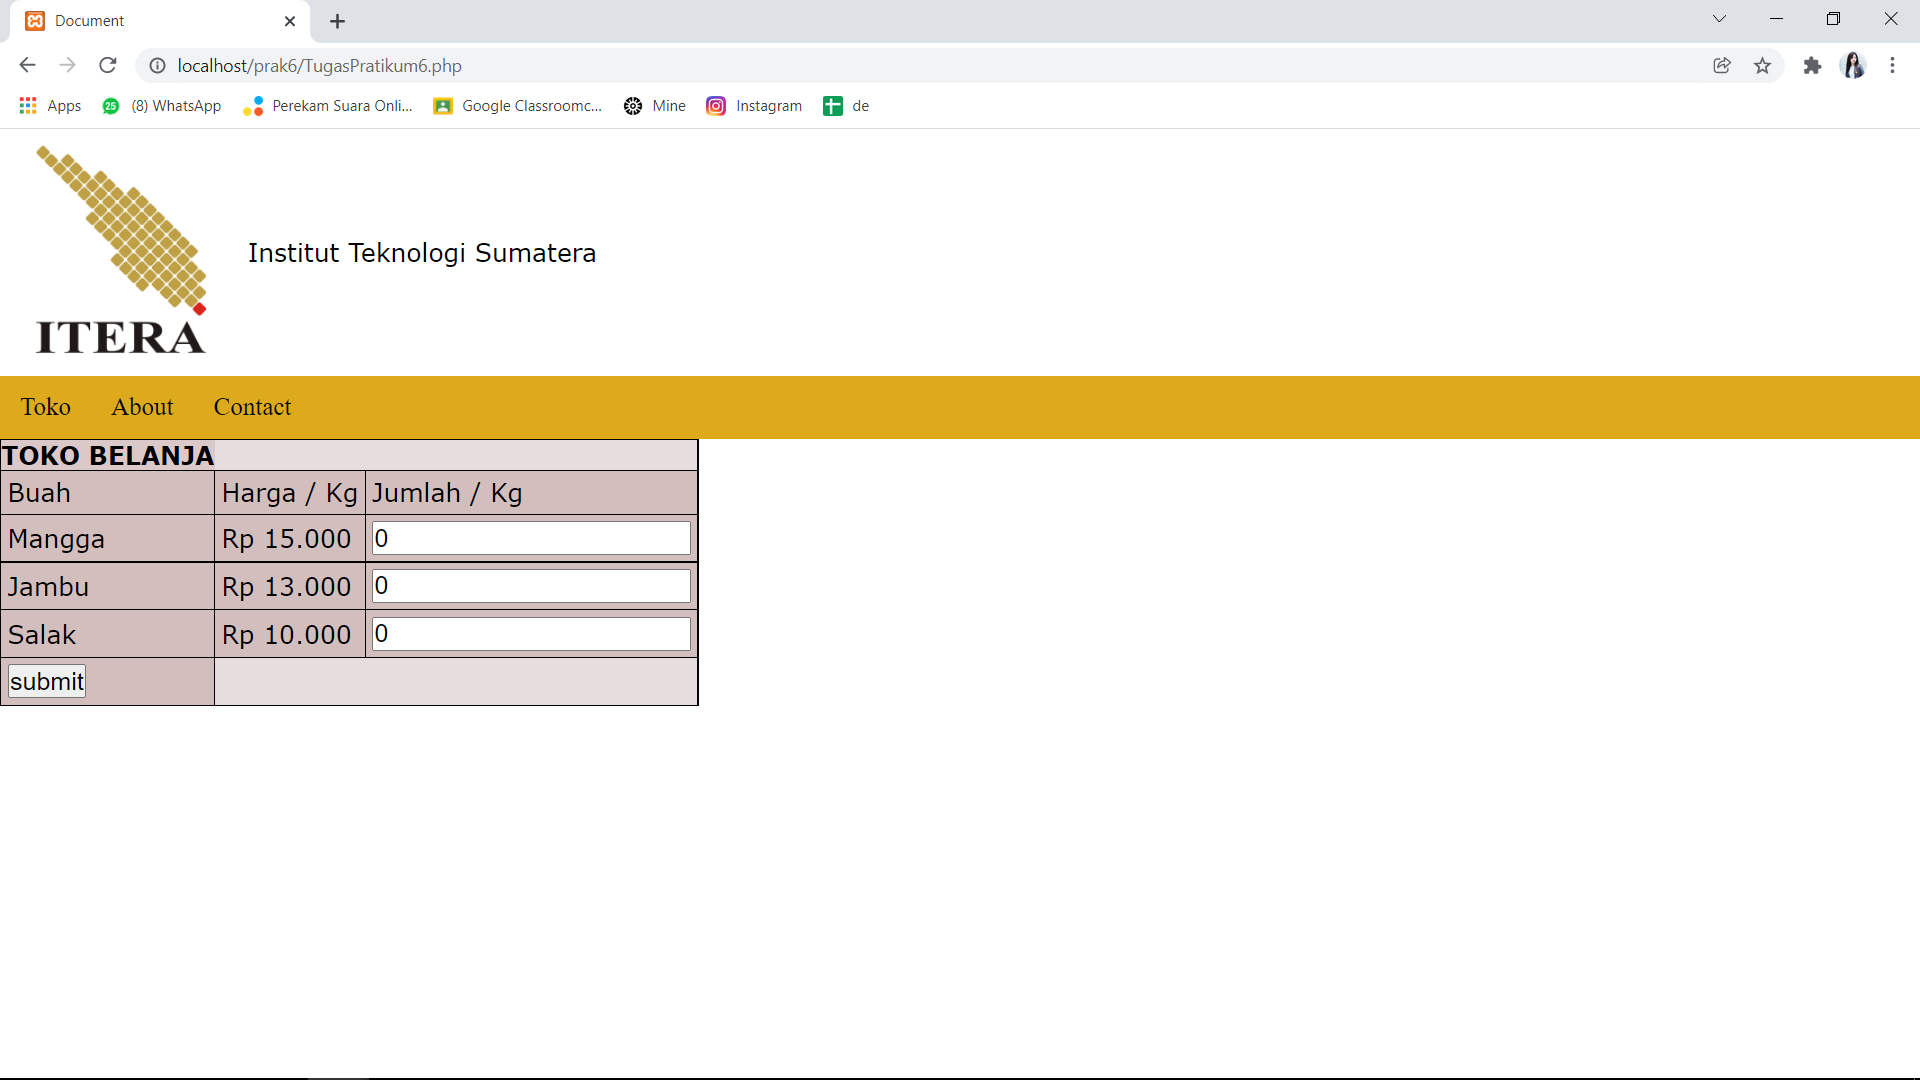 Document
localhost/prak6/TugasPratikum6.php
Apps 25 (8) WhatsApp Perekam Suara Onli... Google Classroomc... Mine Instagram de
ITERA
Institut Teknologi Sumatera
Toko About Contact
TOKO BELANJA
Buah Harga / Kg Jumlah / Kg
Mangga Rp 15.000 0
Jambu Rp 13.000 0
Salak Rp 10.000 0
submit